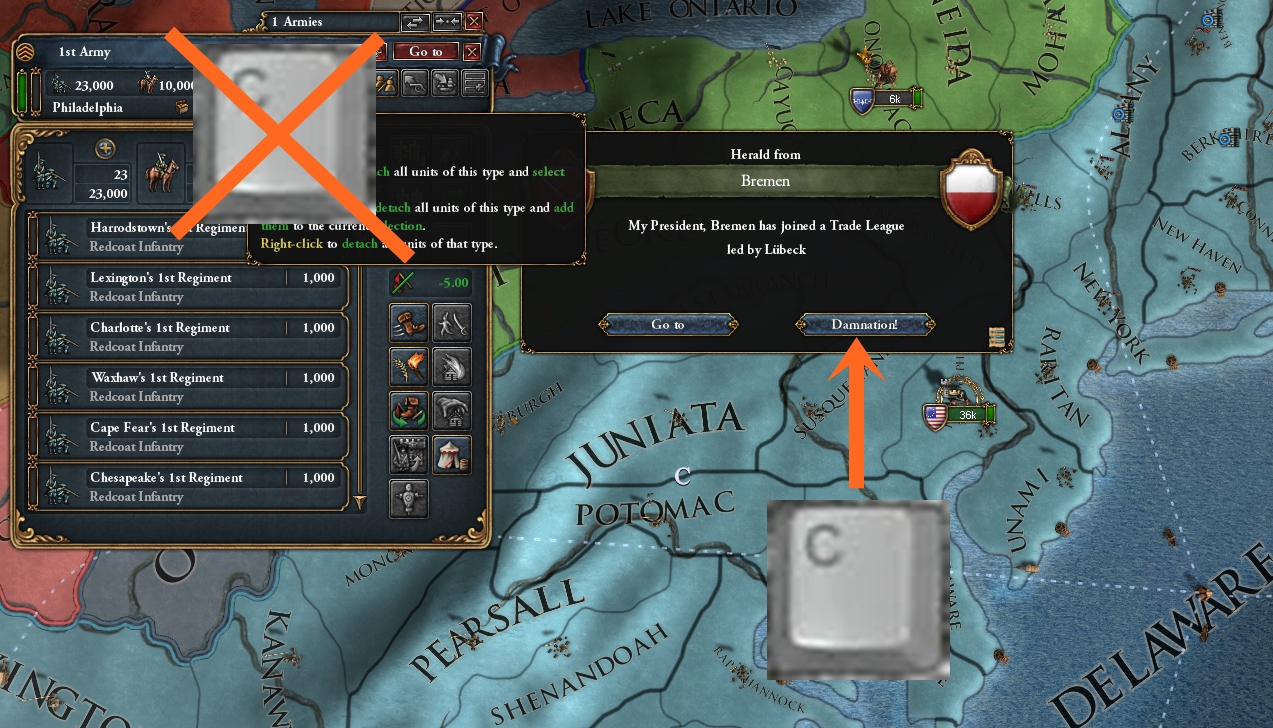 1 Armies
LAKE ONTARIO
1st Army
Go to
23,000
10,000
Philadelphia
C
23
23,000
all units of this type and select
detach all units of this type and add
them to the current selection.
Right-click to detach all units of that type.
Harrodstown's 1st Regiment
Redcoat Infantry
Lexington's 1st Regiment
1,000
Redcoat Infantry
-5.00
Charlotte's 1st Regiment
1,000
Redcoat Infantry
Waxhaw's 1st Regiment
1,000
Redcoat Infantry
Cape Fear's 1st Regiment
1,000
Redcoat Infantry
Chesapeake's 1st Regiment
1,000
Redcoat Infantry
Herald from
Bremen
My President, Bremen has joined a Trade League
led by Lübeck
Go to
Damnation!
6k
36k
ALBANY
NEW HAVEN
NEW YORK
RARITAN
UNAMI
JUNIATA
C
POTOMAC
C
PEARSALL
SHENANDOAH
DELAWARE